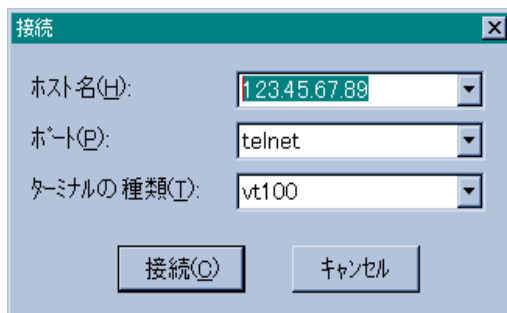 接続
ホスト名(H): 123.45.67.89
ポート(P): telnet
ターミナルの種類(T): vt100
接続(C) キャンセル